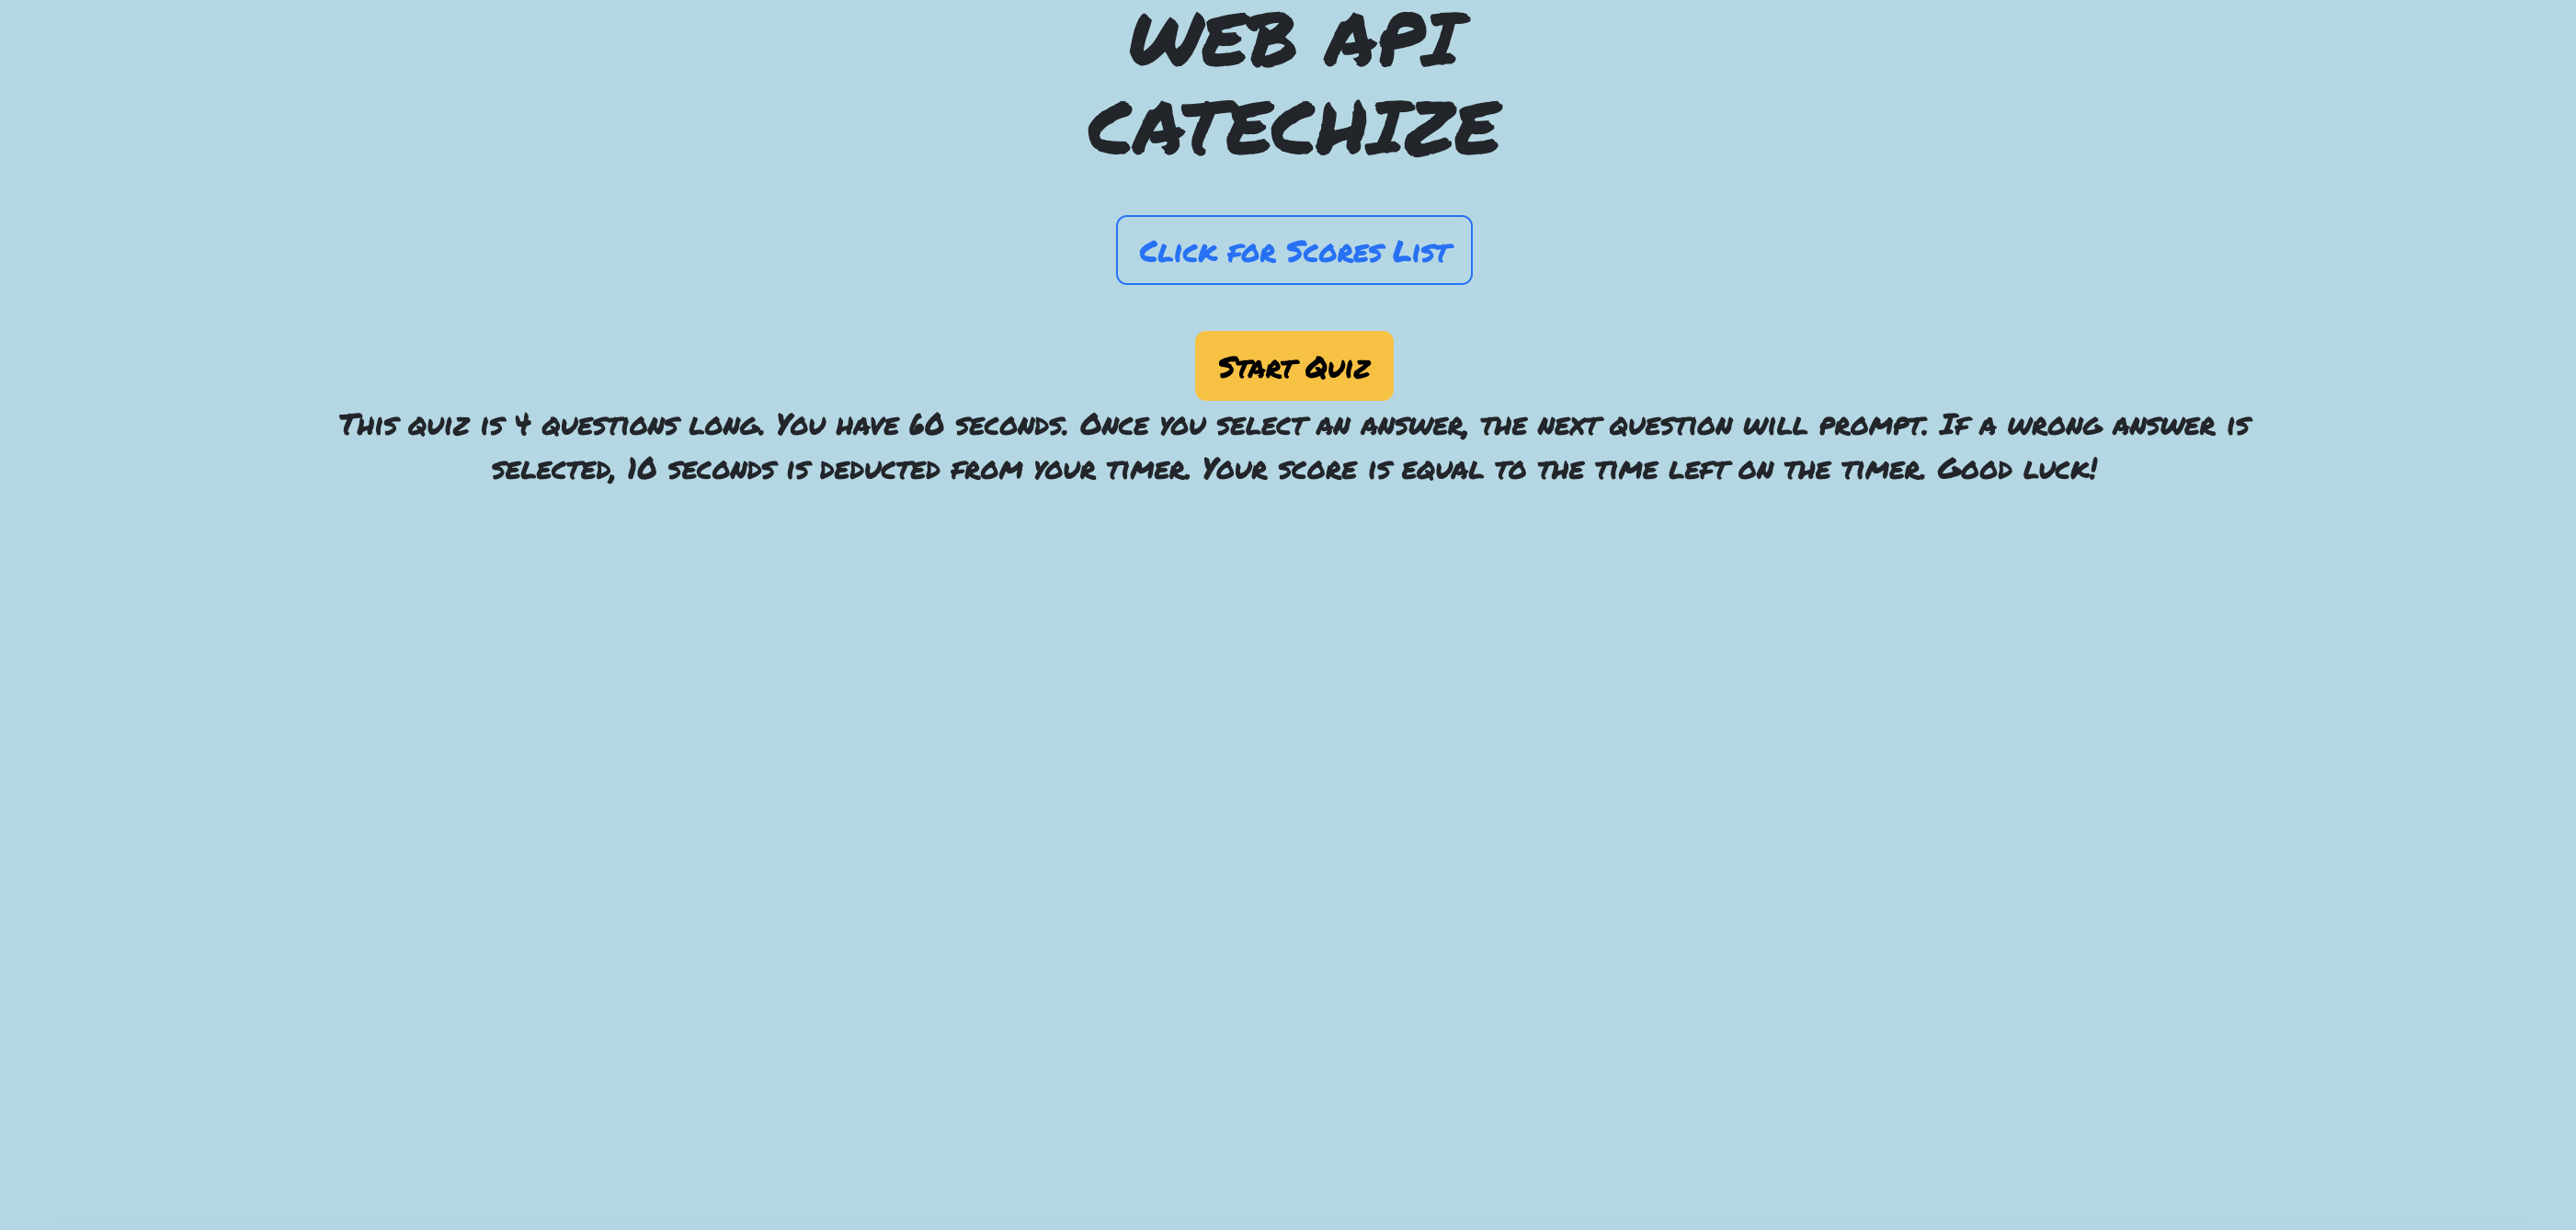 WEB API
CATECHIZE
Click for Scores List
Start Quiz
This quiz is 4 questions long. You have 60 seconds. Once you select an answer, the next question will prompt. If a wrong answer is
selected, 10 seconds is deducted from your timer. Your score is equal to the time left on the timer. Good luck!